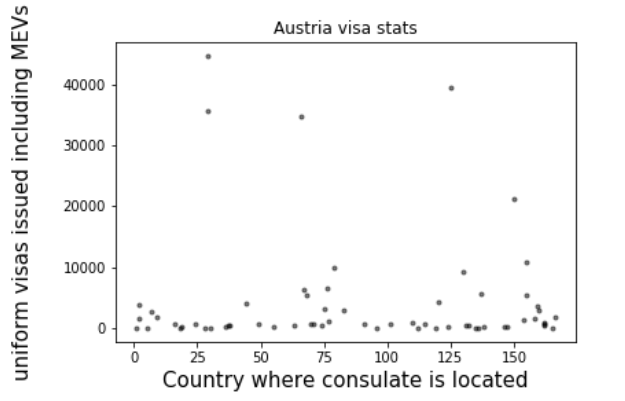 Austria visa stats
uniform visas issued including MEVs
40000
30000
20000
10000
0
0 25 50 75 100 125 150
Country where consulate is located